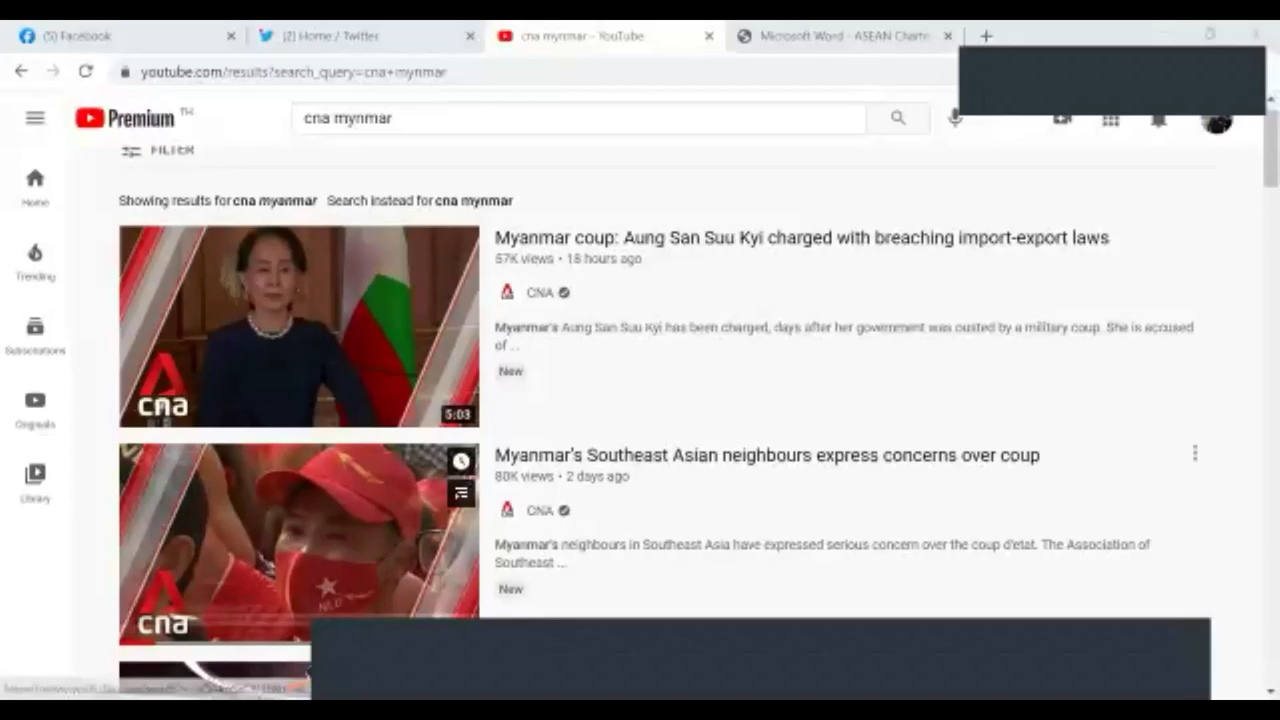 (5) Facebook
(2) Home / Twitter
cna mynmar - YouTube
Microsoft Word - ASEAN Charte
youtube.com/results?search_query=cna+mynmar
Premium TH
cna mynmar
FILTER
Home
Trending
Subscriptions
Originals
Library
Showing results for cna myanmar Search instead for cna mynmar
Myanmar coup: Aung San Suu Kyi charged with breaching import-export laws
57K views • 18 hours ago
CNA
Myanmar's Aung San Suu Kyi has been charged, days after her government was ousted by a military coup. She is accused
of ...
New
cna
5:03
Myanmar's Southeast Asian neighbours express concerns over coup
80K views • 2 days ago
CNA
Myanmar's neighbours in Southeast Asia have expressed serious concern over the coup d'etat. The Association of
Southeast ...
New
NLD
cna